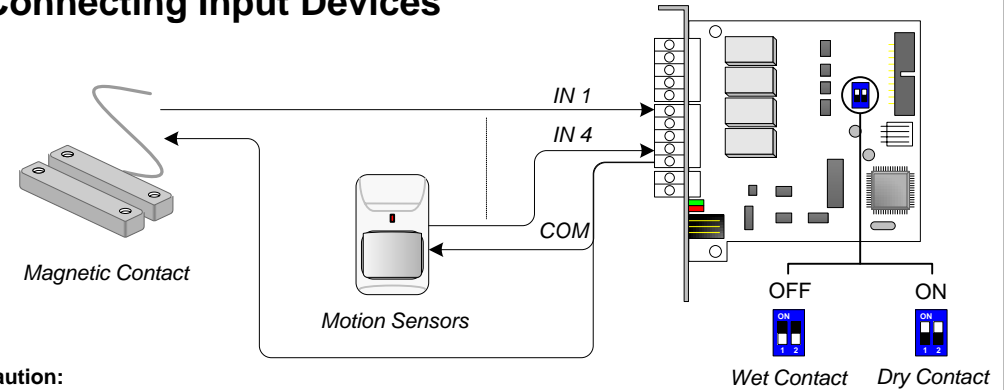 Connecting Input Devices
IN 1
IN 4
COM
Magnetic Contact
Motion Sensors
OFF
ON
ON
1 2
ON
1 2
Wet Contact
Dry Contact
aution: